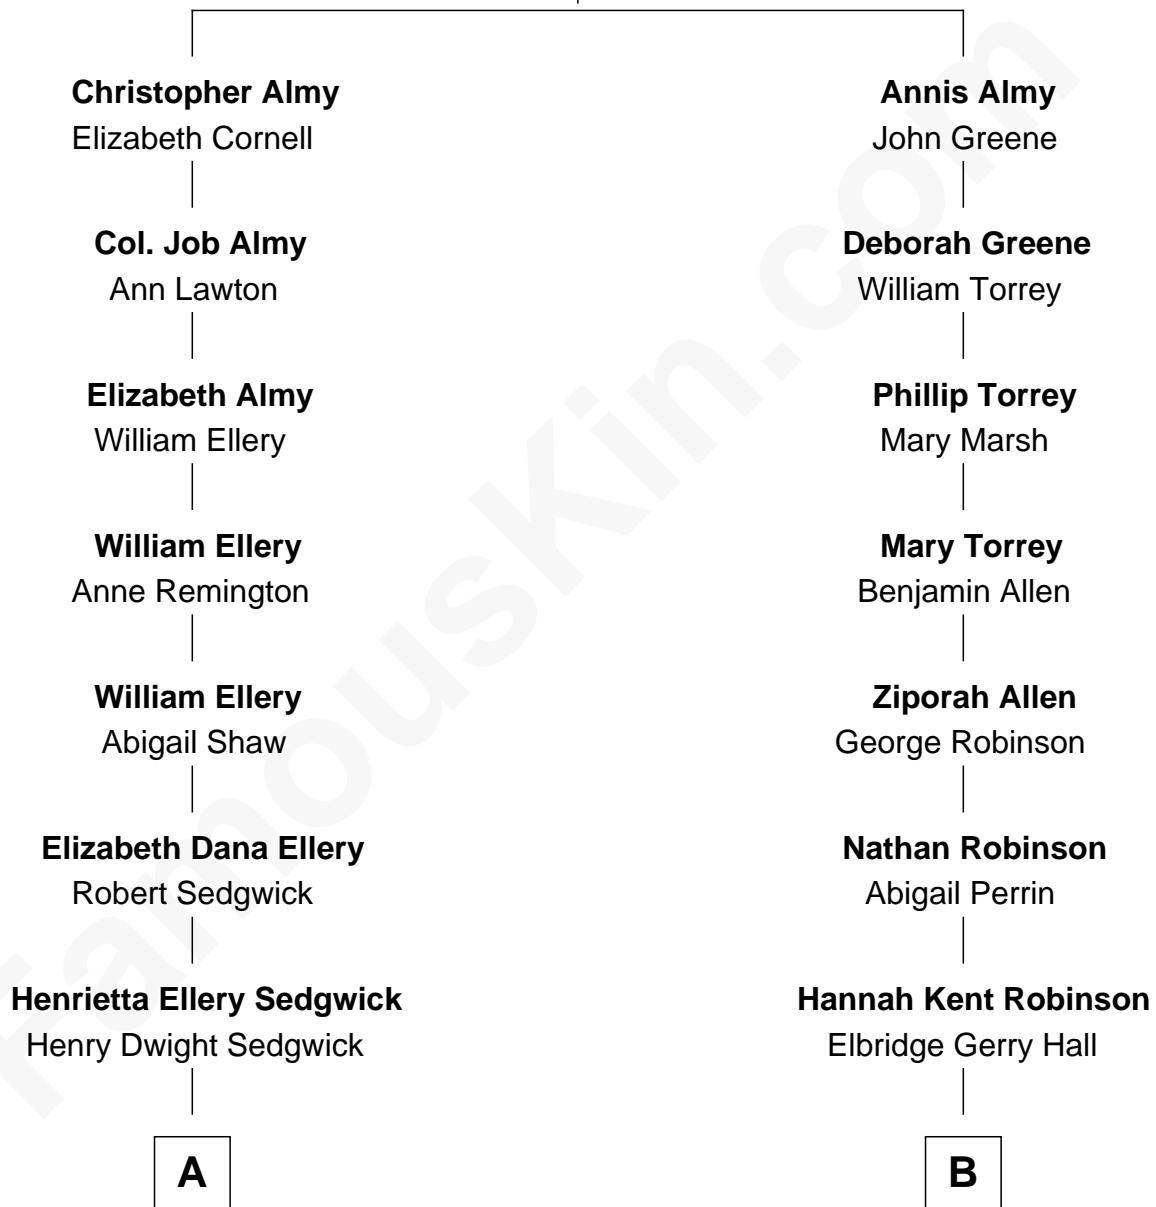 Christopher Almy
Elizabeth Cornell
Annis Almy
John Greene
Col. Job Almy
Ann Lawton
Deborah Greene
William Torrey
Elizabeth Almy
William Ellery
Phillip Torrey
Mary Marsh
William Ellery
Anne Remington
Mary Torrey
Benjamin Allen
William Ellery
Abigail Shaw
Ziporah Allen
George Robinson
Elizabeth Dana Ellery
Robert Sedgwick
Nathan Robinson
Abigail Perrin
Henrietta Ellery Sedgwick
Henry Dwight Sedgwick
Hannah Kent Robinson
Elbridge Gerry Hall
A
B
FamousKin.com